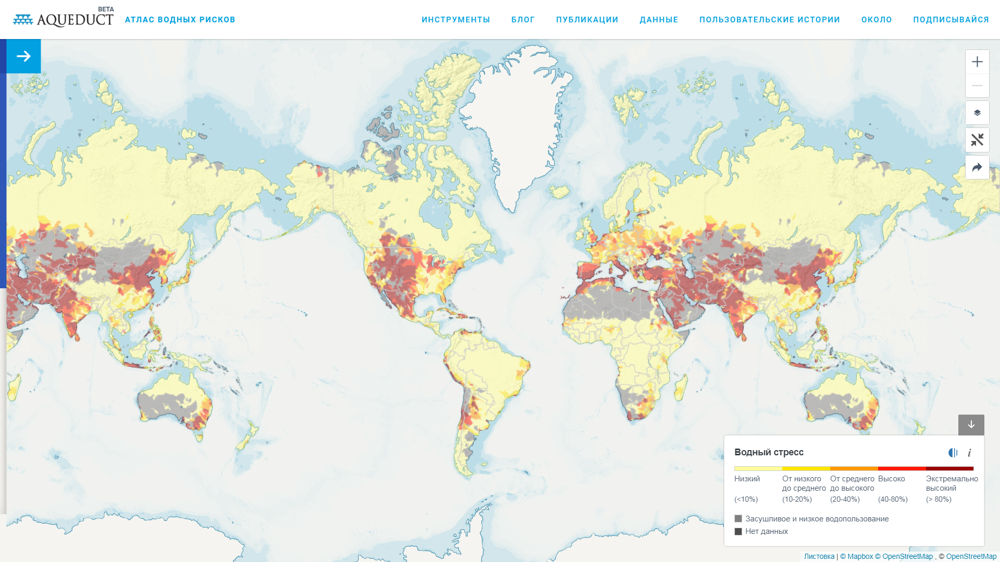 BETA
AQUEDUCT
АТЛАС ВОДНЫХ РИСКОВ
ИНСТРУМЕНТЫ
БЛОГ
ПУБЛИКАЦИИ
ДАННЫЕ
ПОЛЬЗОВАТЕЛЬСКИЕ ИСТОРИИ
ОКОЛО
ПОДПИСЫВАЙСЯ
Водный стресс
i
Низкий
(<10%)
От низкого
до среднего
(10-20%)
От среднего
до высокого
(20-40%)
Высоко
(40-80%)
Экстремально
высокий
(> 80%)
Засушливое и низкое водопользование
Нет данных
Листовка | © Mapbox © OpenStreetMap , © OpenStreetMap